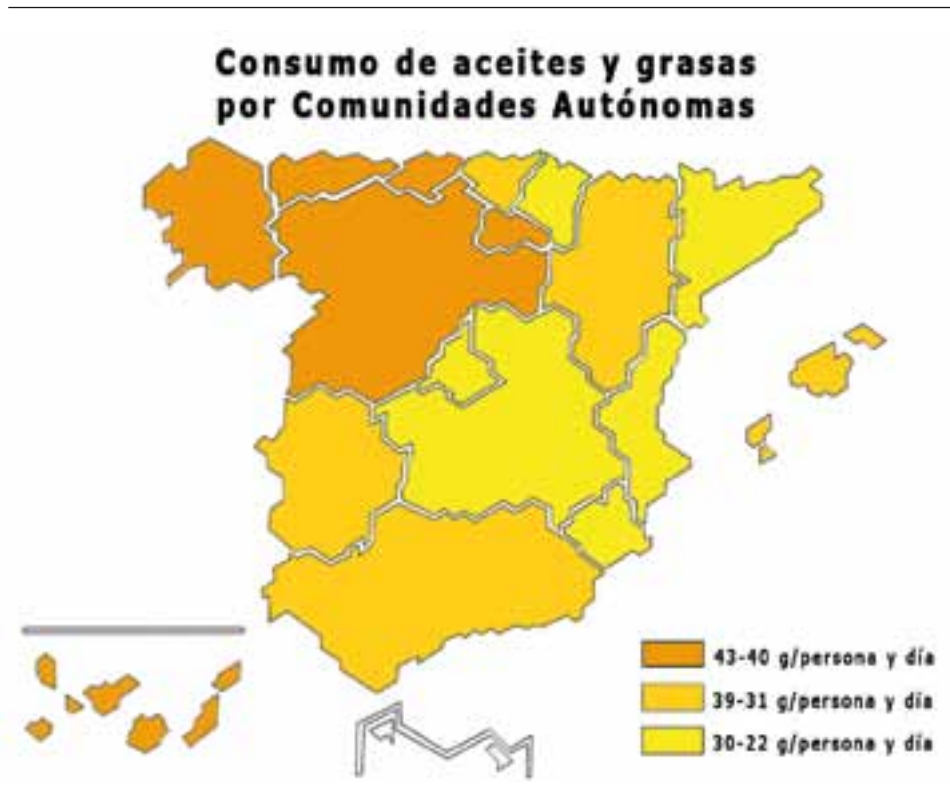 Consumo de aceites y grasas
por Comunidades Autónomas
43-40 g/persona y día
39-31 g/persona y día
30-22 g/persona y día